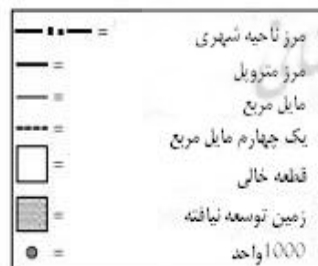 مرز ناحیه شهری =
مرز متروپل =
مایل مربع =
یک چهارم مایل مربع =
قطعه خالی =
زمین توسعه نیافته =
1000واحد =